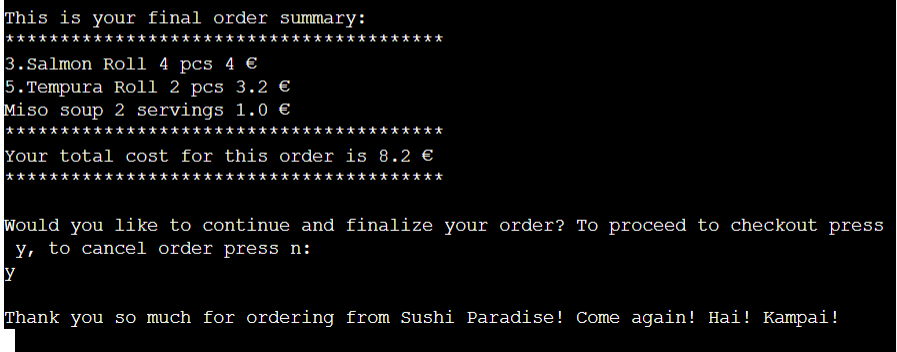 This is your final order summary:
****************************************
3.Salmon Roll 4 pcs 4 €
5.Tempura Roll 2 pcs 3.2 €
Miso soup 2 servings 1.0 €
****************************************
Your total cost for this order is 8.2 €
****************************************
Would you like to continue and finalize your order? To proceed to checkout press
y, to cancel order press n:
y
Thank you so much for ordering from Sushi Paradise! Come again! Hai! Kampai!